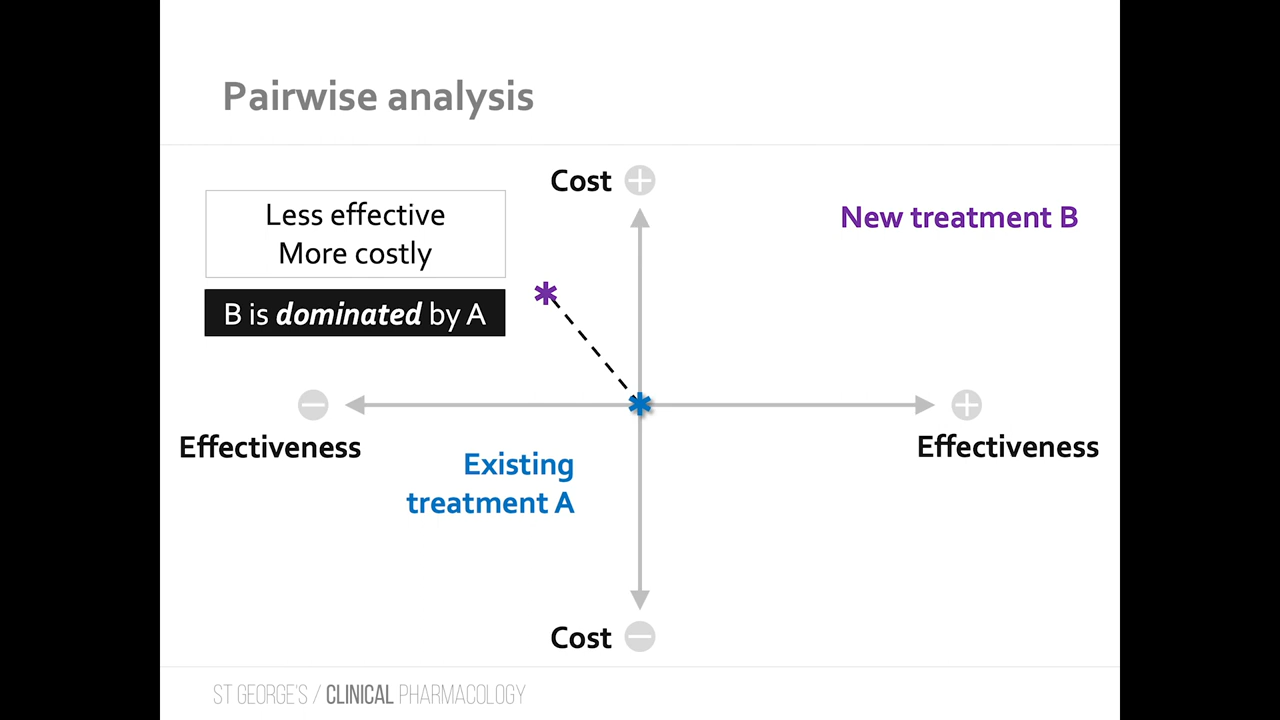 Pairwise analysis
Cost +
Less effective
More costly
New treatment B
B is dominated by A
Effectiveness
Effectiveness
Existing
treatment A
Cost −
ST GEORGE'S / CLINICAL PHARMACOLOGY